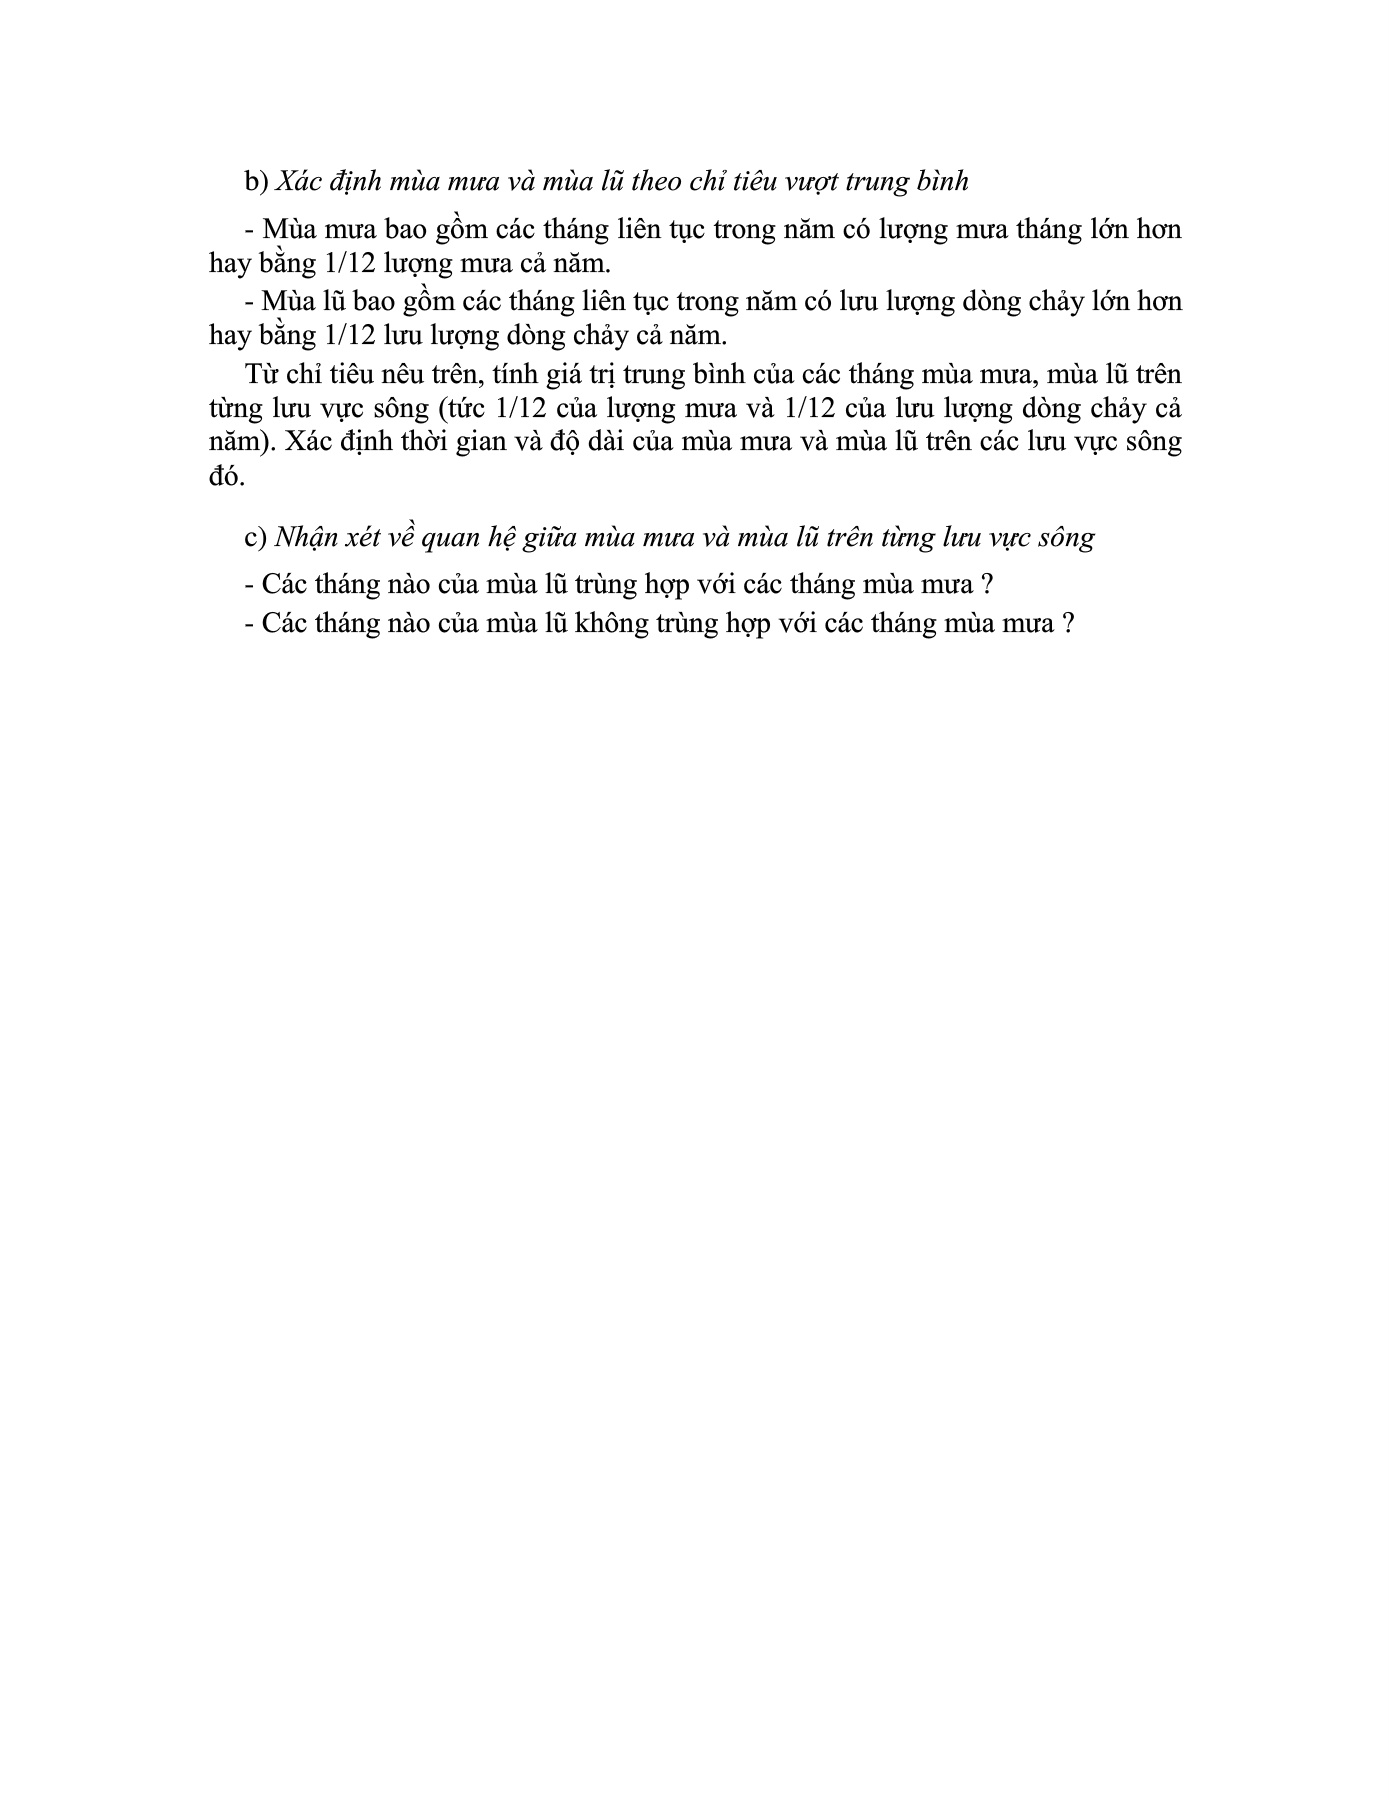 b) Xác định mùa mưa và mùa lũ theo chỉ tiêu vượt trung bình
- Mùa mưa bao gồm các tháng liên tục trong năm có lượng mưa tháng lớn hơn
hay bằng 1/12 lượng mưa cả năm.
- Mùa lũ bao gồm các tháng liên tục trong năm có lưu lượng dòng chảy lớn hơn
hay bằng 1/12 lưu lượng dòng chảy cả năm.
Từ chỉ tiêu nêu trên, tính giá trị trung bình của các tháng mùa mưa, mùa lũ trên
từng lưu vực sông (tức 1/12 của lượng mưa và 1/12 của lưu lượng dòng chảy cả
năm). Xác định thời gian và độ dài của mùa mưa và mùa lũ trên các lưu vực sông
đó.
c) Nhận xét về quan hệ giữa mùa mưa và mùa lũ trên từng lưu vực sông
- Các tháng nào của mùa lũ trùng hợp với các tháng mùa mưa ?
- Các tháng nào của mùa lũ không trùng hợp với các tháng mùa mưa ?